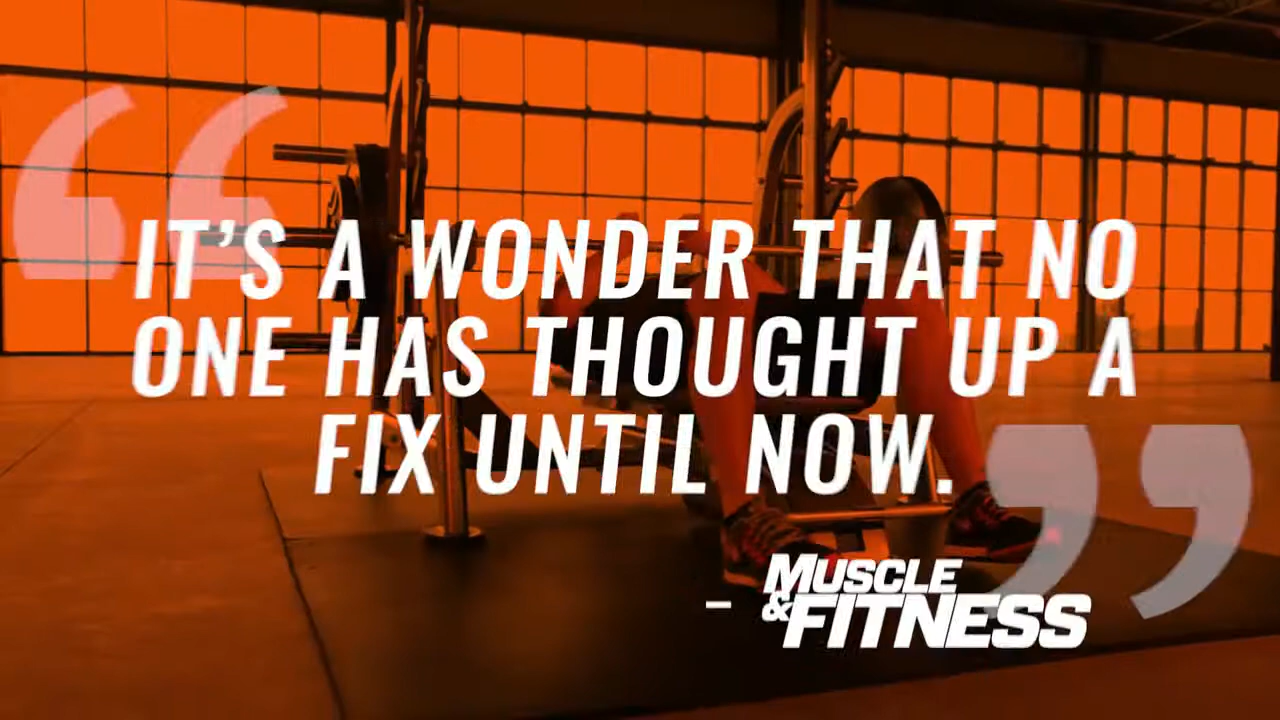 “
IT’S A WONDER THAT NO
ONE HAS THOUGHT UP A
FIX UNTIL NOW.
”
– MUSCLE
&FITNESS